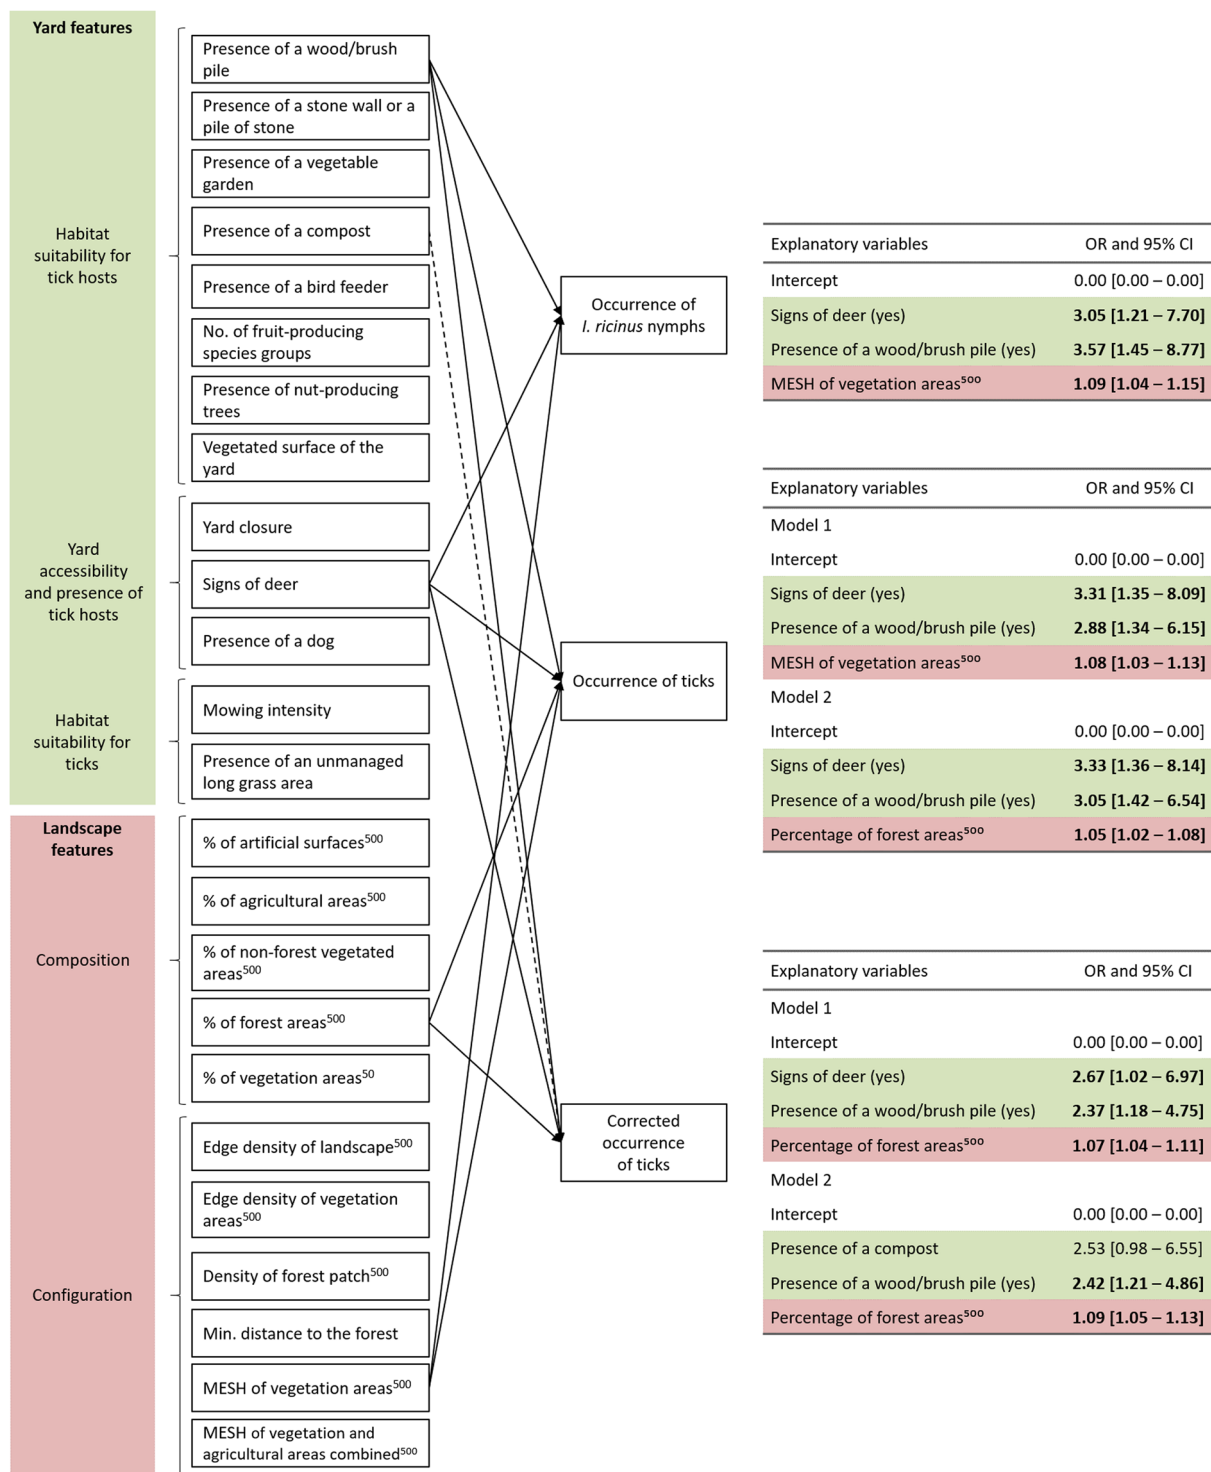 Yard features
Habitat
suitability for
tick hosts
Yard
accessibility
and presence of
tick hosts
Habitat
suitability for
ticks
Landscape
features
Composition
Configuration
Presence of a wood/brush
pile
Presence of a stone wall or a
pile of stone
Presence of a vegetable
garden
Presence of a compost
Presence of a bird feeder
No. of fruit-producing
species groups
Presence of nut-producing
trees
Vegetated surface of the
yard
Yard closure
Signs of deer
Presence of a dog
Mowing intensity
Presence of an unmanaged
long grass area
% of artificial surfaces⁵⁰⁰
% of agricultural areas⁵⁰⁰
% of non-forest vegetated
areas⁵⁰⁰
% of forest areas⁵⁰⁰
% of vegetation areas⁵⁰
Edge density of landscape⁵⁰⁰
Edge density of vegetation
areas⁵⁰⁰
Density of forest patch⁵⁰⁰
Min. distance to the forest
MESH of vegetation areas⁵⁰⁰
MESH of vegetation and
agricultural areas combined⁵⁰⁰
Occurrence of
I. ricinus nymphs
Occurrence of ticks
Corrected
occurrence
of ticks
Explanatory variables OR and 95% CI
Intercept 0.00 [0.00 – 0.00]
Signs of deer (yes) 3.05 [1.21 – 7.70]
Presence of a wood/brush pile (yes) 3.57 [1.45 – 8.77]
MESH of vegetation areas⁵⁰⁰ 1.09 [1.04 – 1.15]
Explanatory variables OR and 95% CI
Model 1
Intercept 0.00 [0.00 – 0.00]
Signs of deer (yes) 3.31 [1.35 – 8.09]
Presence of a wood/brush pile (yes) 2.88 [1.34 – 6.15]
MESH of vegetation areas⁵⁰⁰ 1.08 [1.03 – 1.13]
Model 2
Intercept 0.00 [0.00 – 0.00]
Signs of deer (yes) 3.33 [1.36 – 8.14]
Presence of a wood/brush pile (yes) 3.05 [1.42 – 6.54]
Percentage of forest areas⁵⁰⁰ 1.05 [1.02 – 1.08]
Explanatory variables OR and 95% CI
Model 1
Intercept 0.00 [0.00 – 0.00]
Signs of deer (yes) 2.67 [1.02 – 6.97]
Presence of a wood/brush pile (yes) 2.37 [1.18 – 4.75]
Percentage of forest areas⁵⁰⁰ 1.07 [1.04 – 1.11]
Model 2
Intercept 0.00 [0.00 – 0.00]
Presence of a compost 2.53 [0.98 – 6.55]
Presence of a wood/brush pile (yes) 2.42 [1.21 – 4.86]
Percentage of forest areas⁵⁰⁰ 1.09 [1.05 – 1.13]